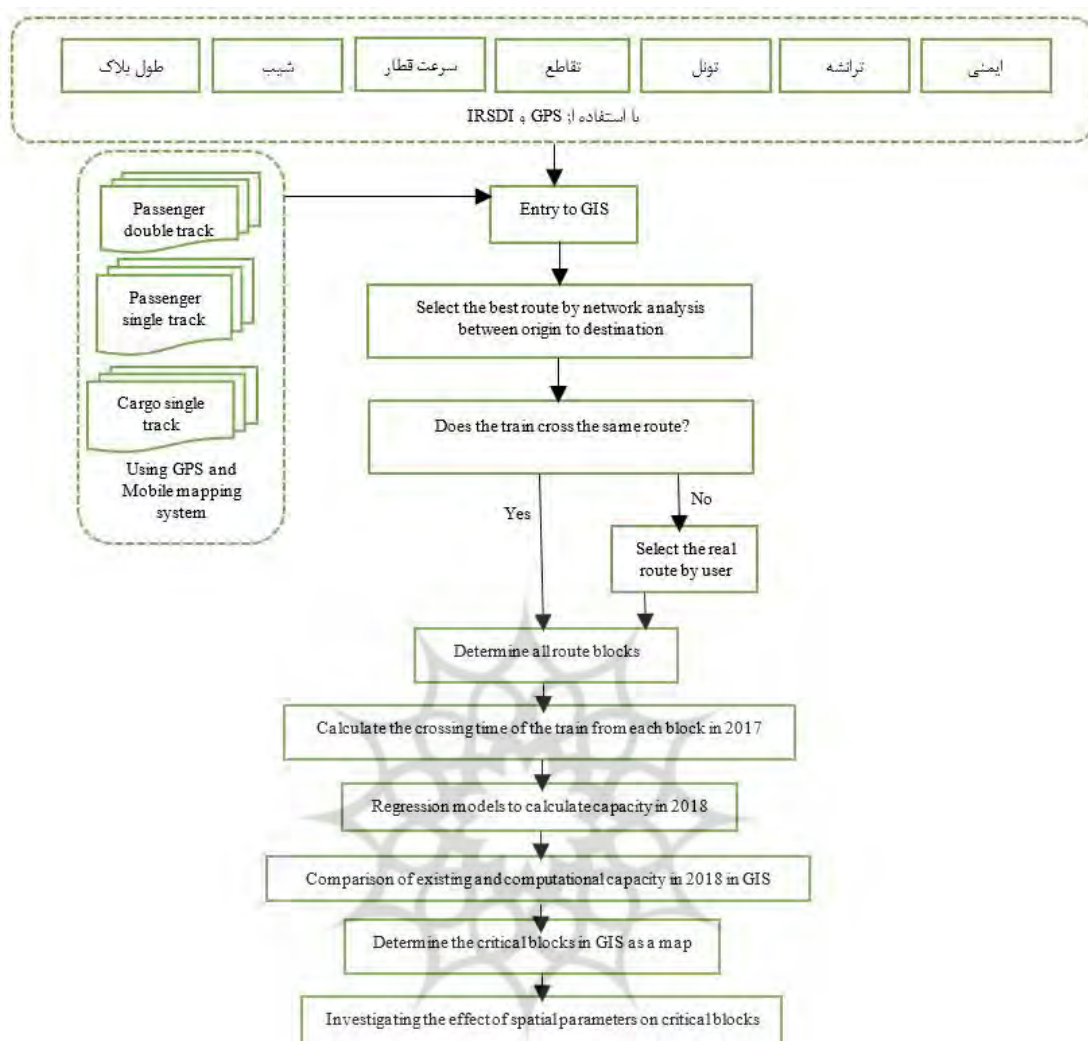 طول بلاک
شیب
سرعت قطار
تقاطع
تونل
ترانشه
ایمنی
با استفاده از GPS و IRSDI
Passenger
double track
Passenger
single track
Cargo single
track
Using GPS and
Mobile mapping
system
Entry to GIS
Select the best route by network analysis
between origin to destination
Does the train cross the same route?
Yes
No
Select the real
route by user
Determine all route blocks
Calculate the crossing time of the train from each block in 2017
Regression models to calculate capacity in 2018
Comparison of existing and computational capacity in 2018 in GIS
Determine the critical blocks in GIS as a map
Investigating the effect of spatial parameters on critical blocks